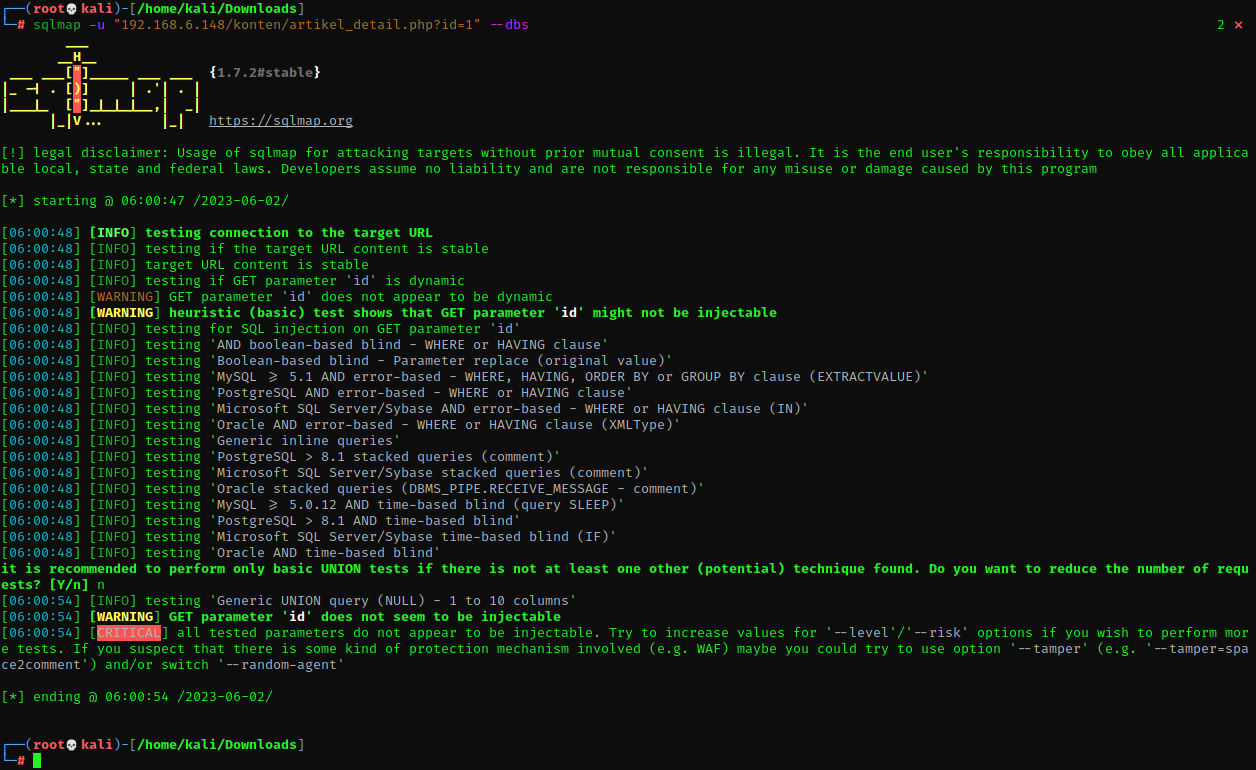 ┌──(root💀kali)-[/home/kali/Downloads]
└─# sqlmap -u "192.168.6.148/konten/artikel_detail.php?id=1" --dbs 2 ⨯
        ___
       __H__
 ___ ___["]_____ ___ ___  {1.7.2#stable}
|_ -| . [)]     | .'| . |
|___|_  ["]_|_|_|__,|  _|
      |_|V...       |_|   https://sqlmap.org
[!] legal disclaimer: Usage of sqlmap for attacking targets without prior mutual consent is illegal. It is the end user's responsibility to obey all applica
ble local, state and federal laws. Developers assume no liability and are not responsible for any misuse or damage caused by this program
[*] starting @ 06:00:47 /2023-06-02/
[06:00:48] [INFO] testing connection to the target URL
[06:00:48] [INFO] testing if the target URL content is stable
[06:00:48] [INFO] target URL content is stable
[06:00:48] [INFO] testing if GET parameter 'id' is dynamic
[06:00:48] [WARNING] GET parameter 'id' does not appear to be dynamic
[06:00:48] [WARNING] heuristic (basic) test shows that GET parameter 'id' might not be injectable
[06:00:48] [INFO] testing for SQL injection on GET parameter 'id'
[06:00:48] [INFO] testing 'AND boolean-based blind - WHERE or HAVING clause'
[06:00:48] [INFO] testing 'Boolean-based blind - Parameter replace (original value)'
[06:00:48] [INFO] testing 'MySQL >= 5.1 AND error-based - WHERE, HAVING, ORDER BY or GROUP BY clause (EXTRACTVALUE)'
[06:00:48] [INFO] testing 'PostgreSQL AND error-based - WHERE or HAVING clause'
[06:00:48] [INFO] testing 'Microsoft SQL Server/Sybase AND error-based - WHERE or HAVING clause (IN)'
[06:00:48] [INFO] testing 'Oracle AND error-based - WHERE or HAVING clause (XMLType)'
[06:00:48] [INFO] testing 'Generic inline queries'
[06:00:48] [INFO] testing 'PostgreSQL > 8.1 stacked queries (comment)'
[06:00:48] [INFO] testing 'Microsoft SQL Server/Sybase stacked queries (comment)'
[06:00:48] [INFO] testing 'Oracle stacked queries (DBMS_PIPE.RECEIVE_MESSAGE - comment)'
[06:00:48] [INFO] testing 'MySQL >= 5.0.12 AND time-based blind (query SLEEP)'
[06:00:48] [INFO] testing 'PostgreSQL > 8.1 AND time-based blind'
[06:00:48] [INFO] testing 'Microsoft SQL Server/Sybase time-based blind (IF)'
[06:00:48] [INFO] testing 'Oracle AND time-based blind'
it is recommended to perform only basic UNION tests if there is not at least one other (potential) technique found. Do you want to reduce the number of requ
ests? [Y/n] n
[06:00:54] [INFO] testing 'Generic UNION query (NULL) - 1 to 10 columns'
[06:00:54] [WARNING] GET parameter 'id' does not seem to be injectable
[06:00:54] [CRITICAL] all tested parameters do not appear to be injectable. Try to increase values for '--level'/'--risk' options if you wish to perform mor
e tests. If you suspect that there is some kind of protection mechanism involved (e.g. WAF) maybe you could try to use option '--tamper' (e.g. '--tamper=spa
ce2comment') and/or switch '--random-agent'
[*] ending @ 06:00:54 /2023-06-02/
┌──(root💀kali)-[/home/kali/Downloads]
└─#